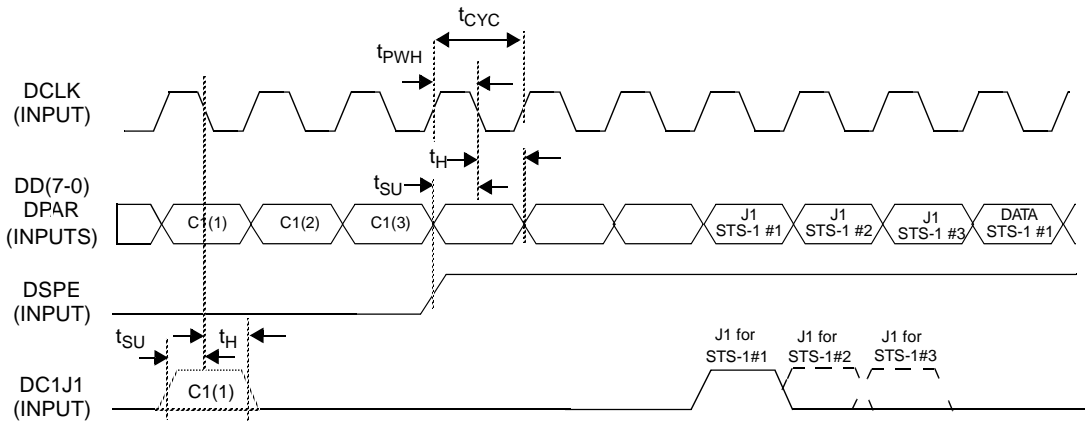 tCYC
tPWH
DCLK
(INPUT)
tH
DD(7-0)
tSU
DPAR
(INPUTS)
C1(1)
C1(2)
C1(3)
J1
STS-1 #1
J1
STS-1 #2
J1
STS-1 #3
DATA
STS-1 #1
DSPE
(INPUT)
tSU
tH
J1 for
STS-1#1
J1 for
STS-1#2
J1 for
STS-1#3
DC1J1
(INPUT)
C1(1)